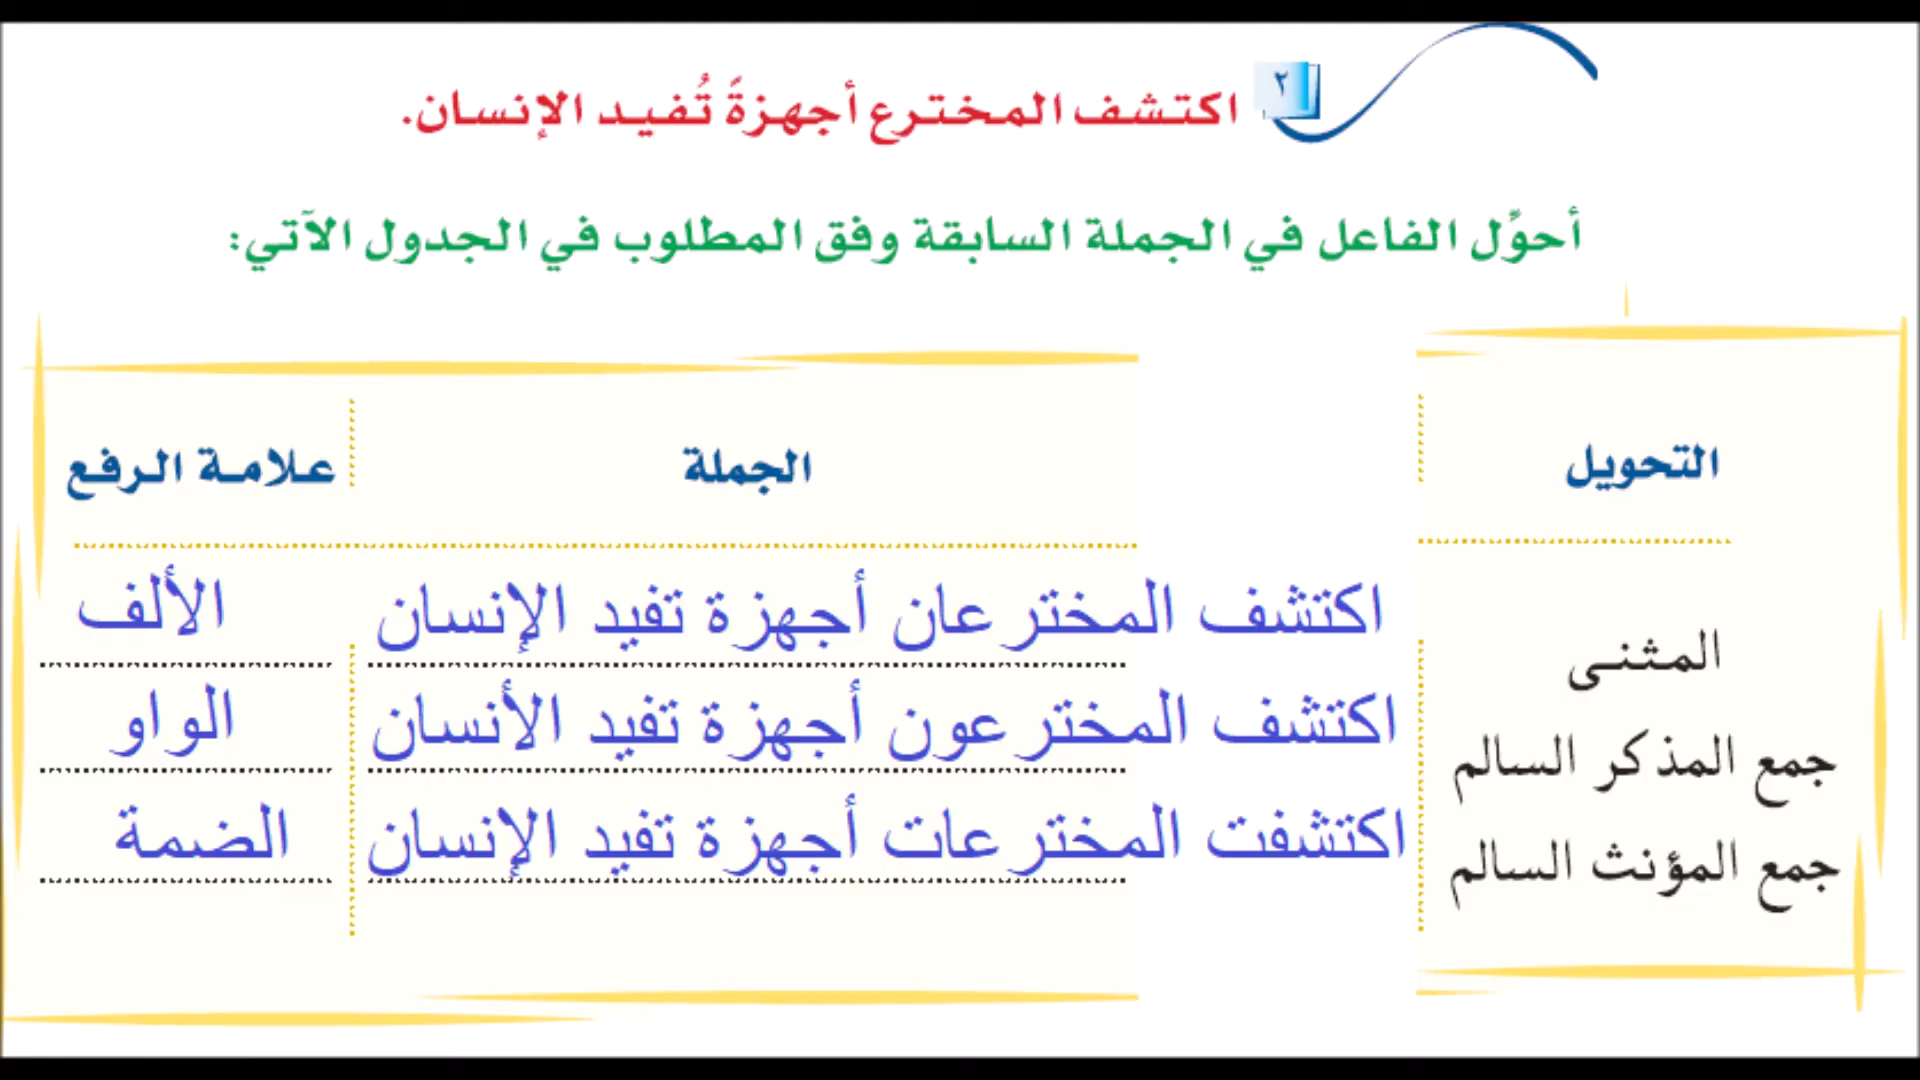 ٢ اكتشف المخترع أجهزةً تُفيد الإنسان.
أحوِّل الفاعل في الجملة السابقة وفق المطلوب في الجدول الآتي:
التحويل الجملة علامة الرفع
المثنى اكتشف المخترعان أجهزة تفيد الإنسان الألف
جمع المذكر السالم اكتشف المخترعون أجهزة تفيد الأنسان الواو
جمع المؤنث السالم اكتشفت المخترعات أجهزة تفيد الإنسان الضمة